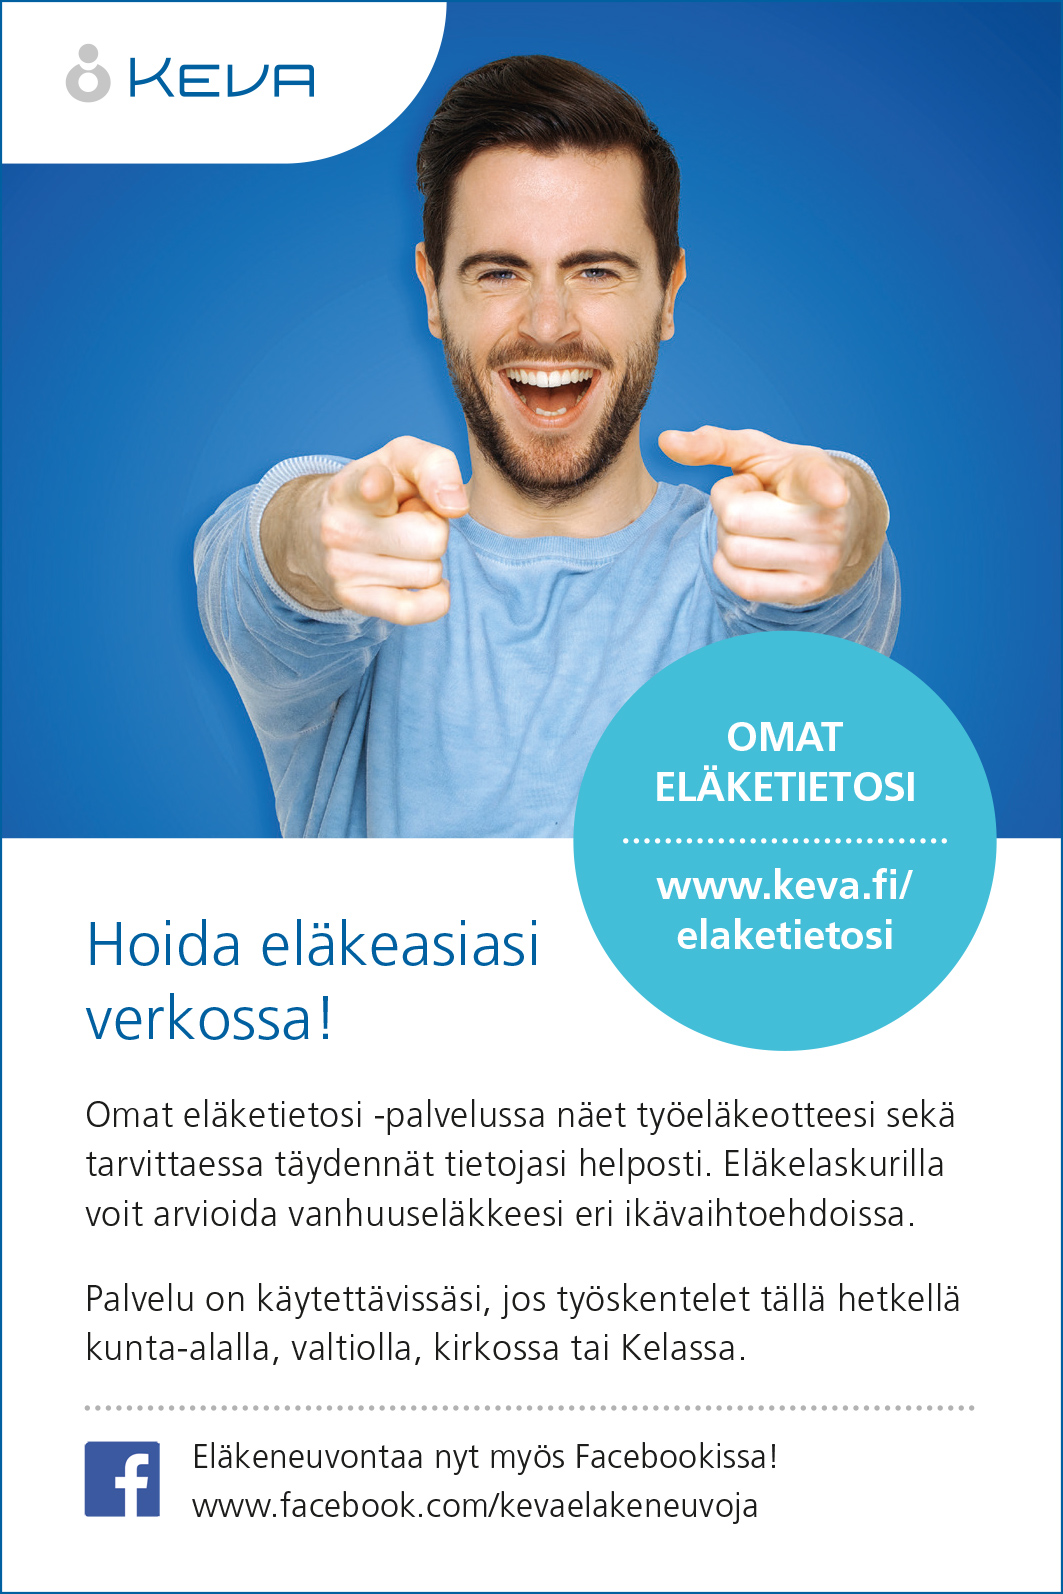 KEVA
OMAT
ELÄKETIETOSI
www.keva.fi/
elaketietosi
Hoida eläkeasiasi
verkossa!
Omat eläketietosi -palvelussa näet työeläkeotteesi sekä
tarvittaessa täydennät tietojasi helposti. Eläkelaskurilla
voit arvioida vanhuuseläkkeesi eri ikävaihtoehdoissa.
Palvelu on käytettävissäsi, jos työskentelet tällä hetkellä
kunta-alalla, valtiolla, kirkossa tai Kelassa.
f
Eläkeneuvontaa nyt myös Facebookissa!
www.facebook.com/kevaelakeneuvoja